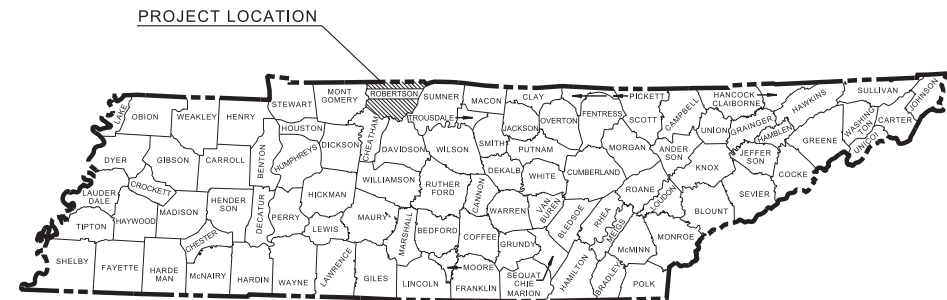 PROJECT LOCATION
LAKE
OBION
WEAKLEY
HENRY
STEWART
MONT
GOMERY
ROBERTSON
SUMNER
MACON
CLAY
PICKETT
HANCOCK
CLAIBORNE
HAWKINS
SULLIVAN
JOHNSON
TROUSDALE
HOUSTON
DICKSON
CHEATHAM
DAVIDSON
WILSON
SMITH
JACKSON
OVERTON
FENTRESS
SCOTT
CAMPBELL
UNION
GRAINGER
HAMBLEN
GREENE
WASHING
TON
UNICOI
CARTER
DYER
GIBSON
CARROLL
BENTON
HUMPHREYS
WILLIAMSON
RUTHER
FORD
CANNON
DEKALB
PUTNAM
WHITE
CUMBERLAND
MORGAN
ANDER
SON
KNOX
JEFFER
SON
COCKE
SEVIER
LAUDER
DALE
CROCKETT
HAYWOOD
MADISON
HENDER
SON
DECATUR
PERRY
HICKMAN
LEWIS
MAURY
MARSHALL
BEDFORD
COFFEE
WARREN
VAN
BUREN
BLEDSOE
RHEA
MEIGS
ROANE
LOUDON
BLOUNT
MONROE
TIPTON
SHELBY
FAYETTE
HARDE
MAN
CHESTER
McNAIRY
HARDIN
WAYNE
LAWRENCE
GILES
LINCOLN
MOORE
FRANKLIN
GRUNDY
SEQUAT
CHIE
MARION
HAMILTON
BRADLEY
McMINN
POLK